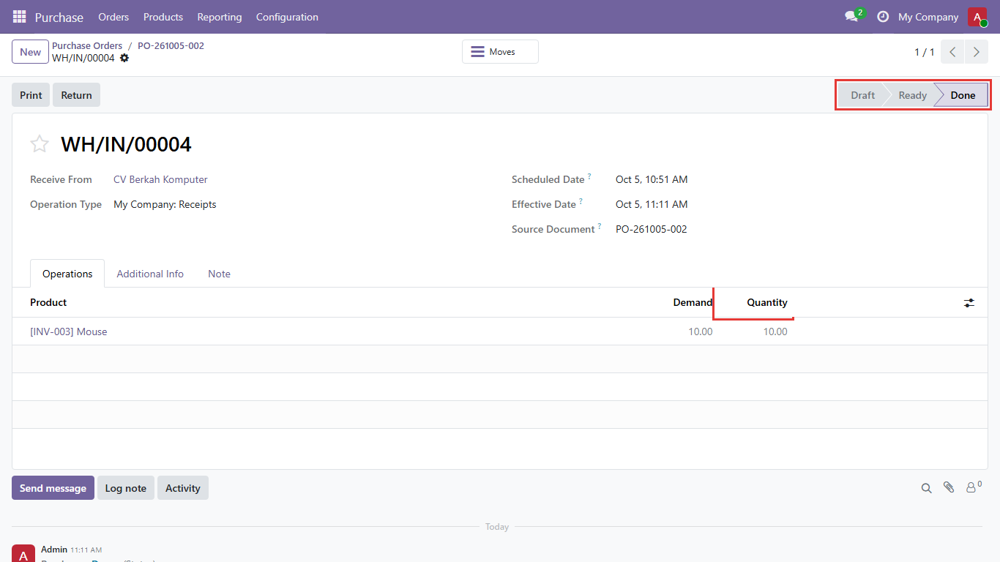 Purchase Orders Products Reporting Configuration 2 My Company A
New Purchase Orders / PO-261005-002 Moves 1 / 1
WH/IN/00004
Print Return Draft Ready Done
WH/IN/00004
Receive From CV Berkah Komputer Scheduled Date ? Oct 5, 10:51 AM
Operation Type My Company: Receipts Effective Date ? Oct 5, 11:11 AM
Source Document ? PO-261005-002
Operations Additional Info Note
Product Demand Quantity
[INV-003] Mouse 10.00 10.00
Send message Log note Activity 0
Today
A Admin 11:11 AM